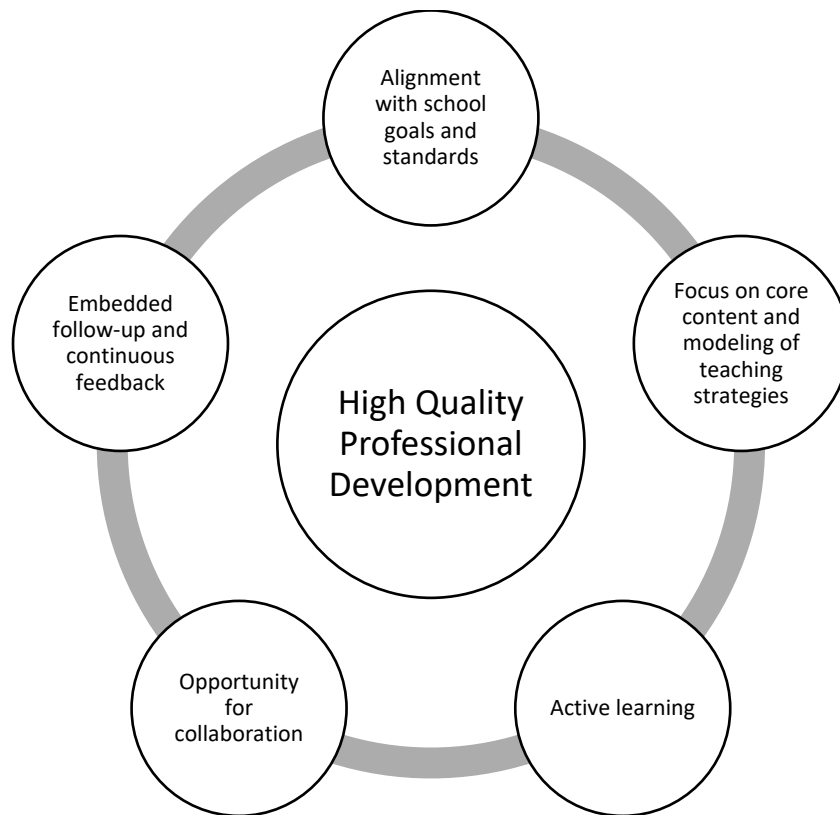 Alignment
with school
goals and
standards
Focus on core
content and
modeling of
teaching
strategies
Active learning
Opportunity
for
collaboration
Embedded
follow-up and
continuous
feedback
High Quality
Professional
Development